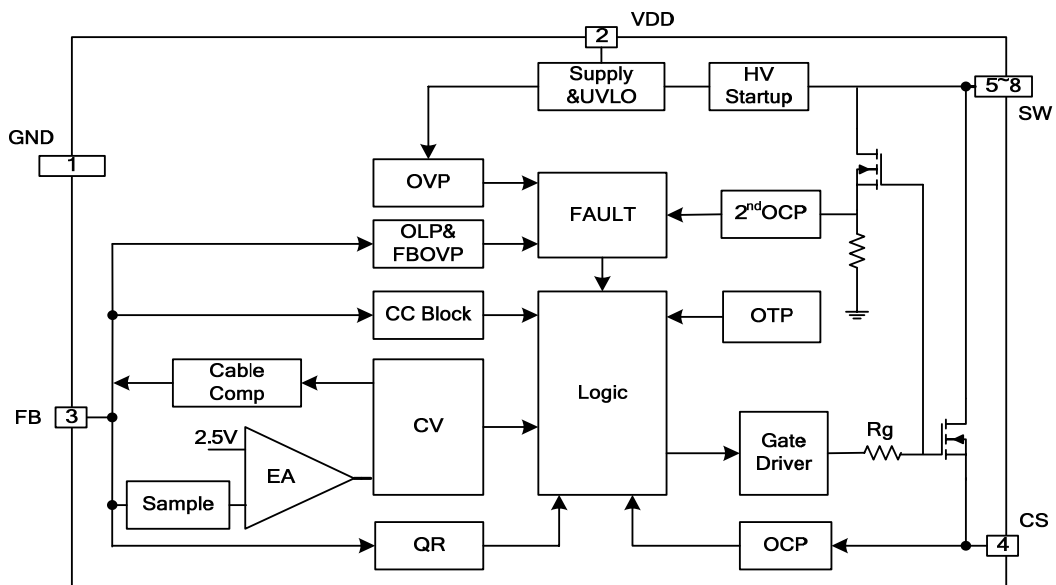 VDD
2
Supply
&UVLO
HV
Startup
5~8
SW
GND
1
OVP
FAULT
2ndOCP
OLP&
FBOVP
CC Block
OTP
Cable
Comp
Logic
FB
3
CV
2.5V
EA
Gate
Driver
Rg
Sample
QR
OCP
CS
4